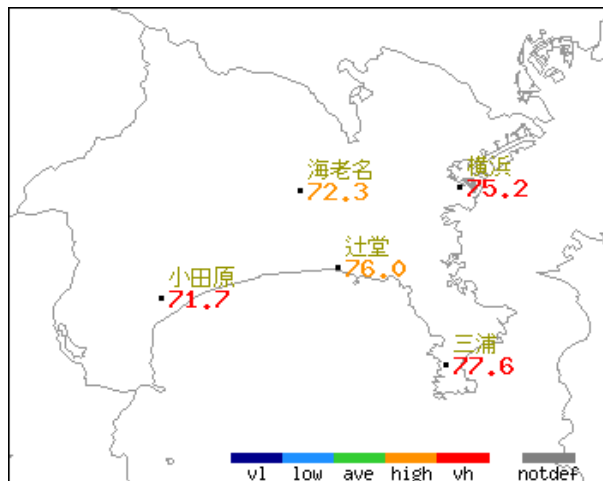 海老名
72.3
横浜
75.2
辻堂
76.0
小田原
71.7
三浦
77.6
vl low ave high vh notdef